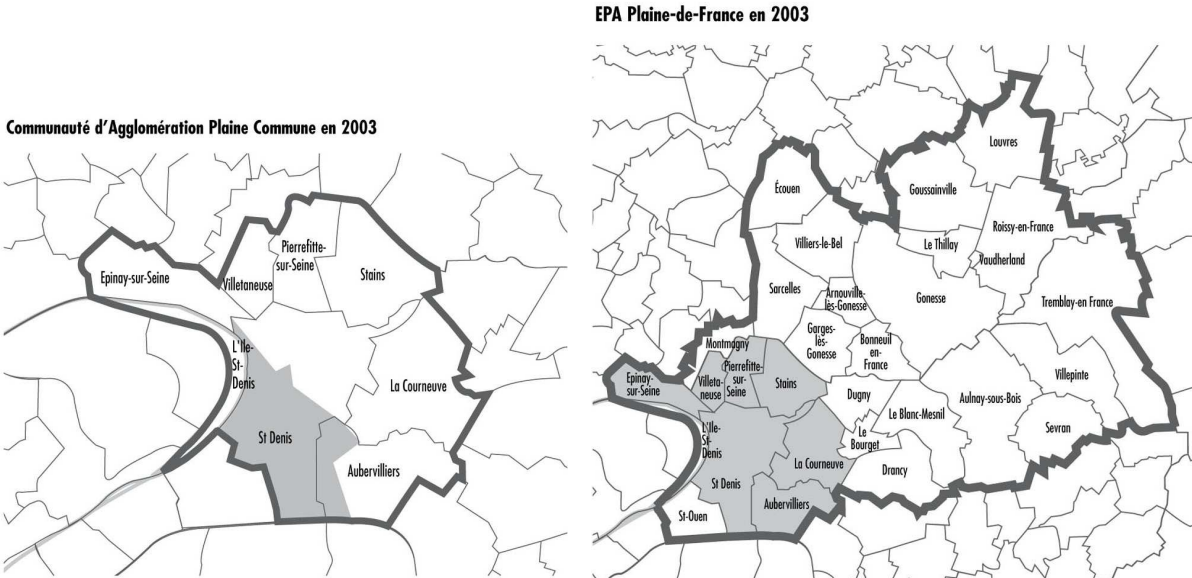 Communauté d'Agglomération Plaine Commune en 2003
Epinay-sur-Seine
Villetaneuse
Pierrefitte-
sur-Seine
Stains
L'Ile-
St-
Denis
La Courneuve
St Denis
Aubervilliers
EPA Plaine-de-France en 2003
Louvres
Écouen
Goussainville
Roissy-en-France
Villiers-le-Bel
Le Thillay
Vaudherland
Sarcelles
Arnouville-
lès-Gonesse
Gonesse
Tremblay-en France
Garges-
lès-
Gonesse
Bonneuil
en-
France
Montmagny
Epinay-
sur-Seine
Villeta-
neuse
Pierrefitte-
sur-
Seine
Stains
Villepinte
Dugny
Aulnay-sous-Bois
Le Blanc-Mesnil
L'Ile-
St-
Denis
Le
Bourget
Sevran
La Courneuve
Drancy
St Denis
Aubervilliers
St-Ouen